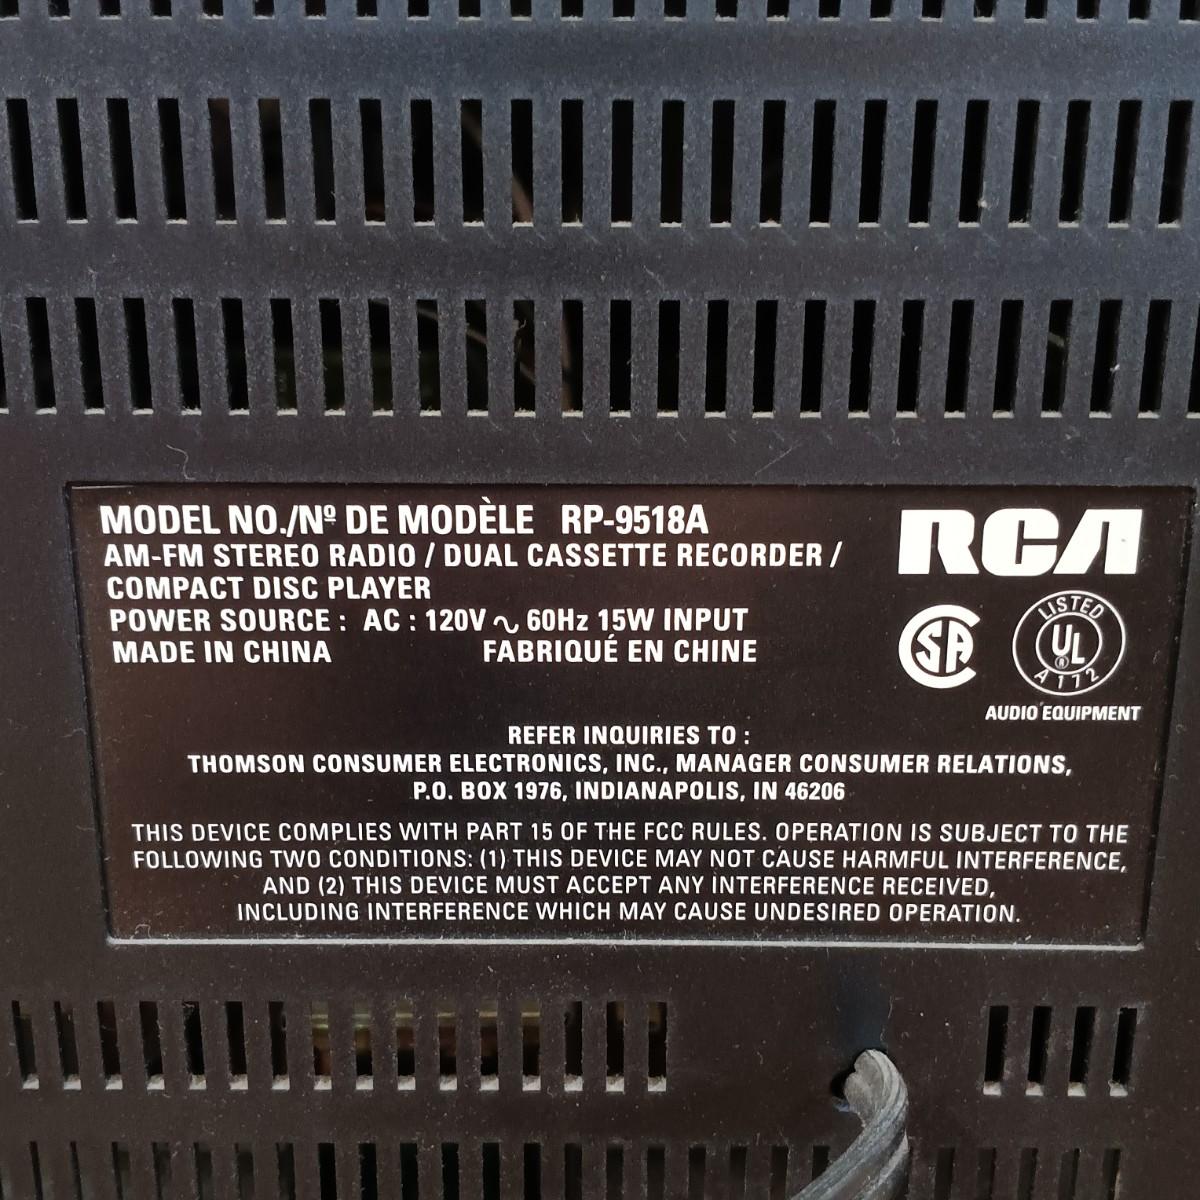 MODEL NO./Nº DE MODÈLE RP-9518A
AM-FM STEREO RADIO / DUAL CASSETTE RECORDER /
COMPACT DISC PLAYER
POWER SOURCE : AC : 120V ∿ 60Hz 15W INPUT
MADE IN CHINA FABRIQUÉ EN CHINE
RCA
SA
LISTED
UL
®
A172
AUDIO EQUIPMENT
REFER INQUIRIES TO :
THOMSON CONSUMER ELECTRONICS, INC., MANAGER CONSUMER RELATIONS,
P.O. BOX 1976, INDIANAPOLIS, IN 46206
THIS DEVICE COMPLIES WITH PART 15 OF THE FCC RULES. OPERATION IS SUBJECT TO THE
FOLLOWING TWO CONDITIONS: (1) THIS DEVICE MAY NOT CAUSE HARMFUL INTERFERENCE,
AND (2) THIS DEVICE MUST ACCEPT ANY INTERFERENCE RECEIVED,
INCLUDING INTERFERENCE WHICH MAY CAUSE UNDESIRED OPERATION.